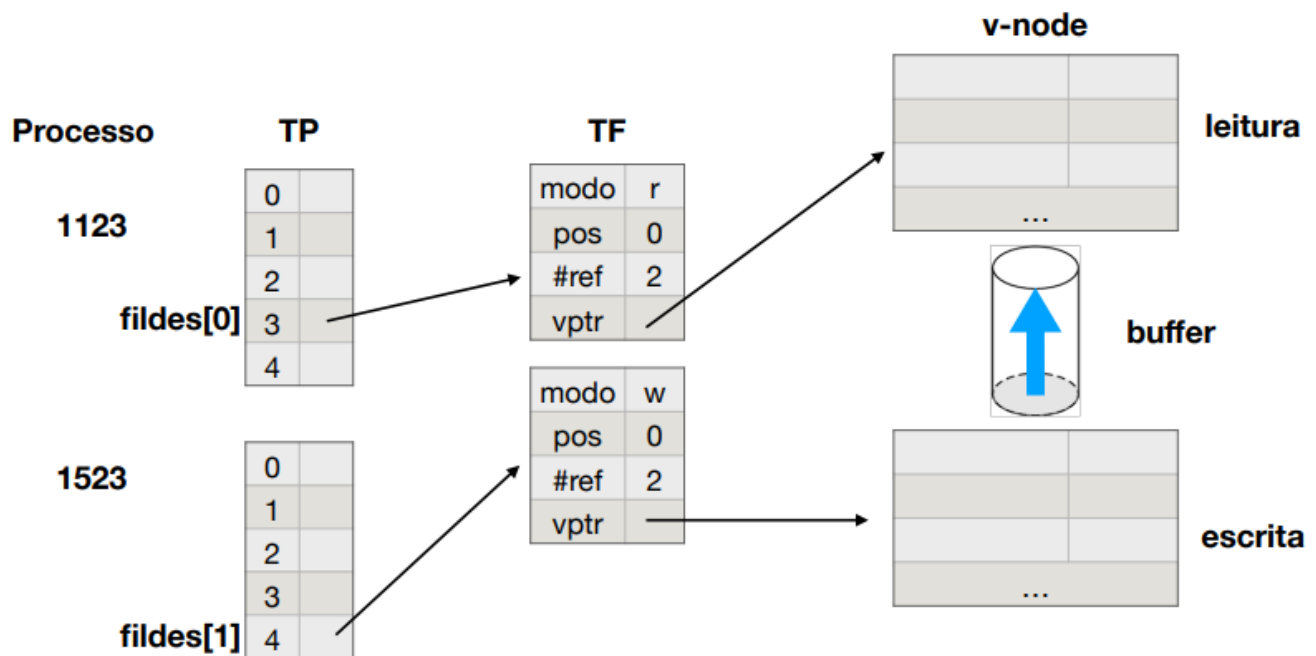 v-node
Processo TP TF
leitura
1123
0
1
2
fildes[0] 3
4
modo r
pos 0
#ref 2
vptr
...
buffer
1523
0
1
2
3
fildes[1] 4
modo w
pos 0
#ref 2
vptr
escrita
...